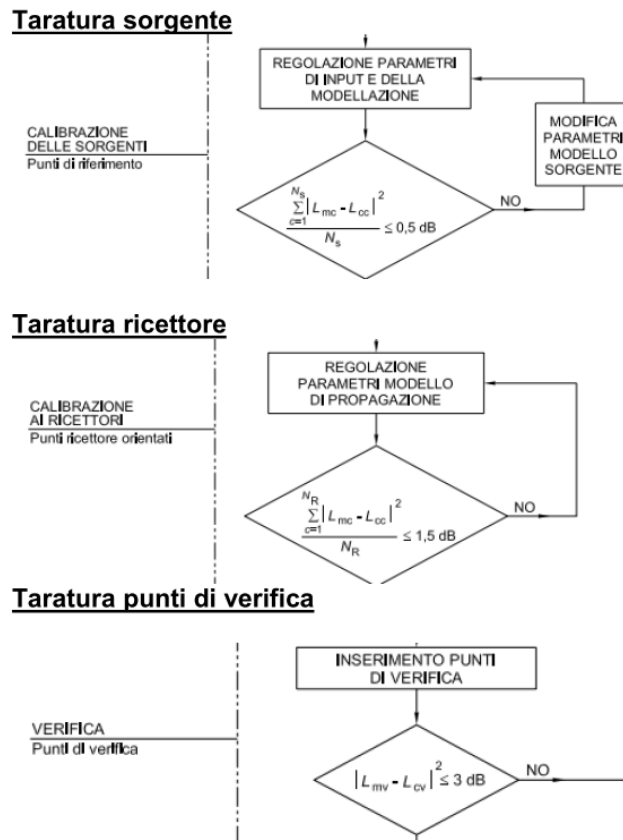 Taratura sorgente
REGOLAZIONE PARAMETRI
DI INPUT E DELLA
MODELLAZIONE
MODIFICA
PARAMETRI
MODELLO
SORGENTE
CALIBRAZIONE
DELLE SORGENTI
Punti di riferimento
NO
N_s
∑ |L_mc - L_cc|² / N_s ≤ 0,5 dB
c=1
Taratura ricettore
REGOLAZIONE
PARAMETRI MODELLO
DI PROPAGAZIONE
CALIBRAZIONE
AI RICETTORI
Punti ricettore orientati
NO
N_R
∑ |L_mc - L_cc|² / N_R ≤ 1,5 dB
c=1
Taratura punti di verifica
INSERIMENTO PUNTI
DI VERIFICA
VERIFICA
Punti di verifica
|L_mv - L_cv|² ≤ 3 dB
NO